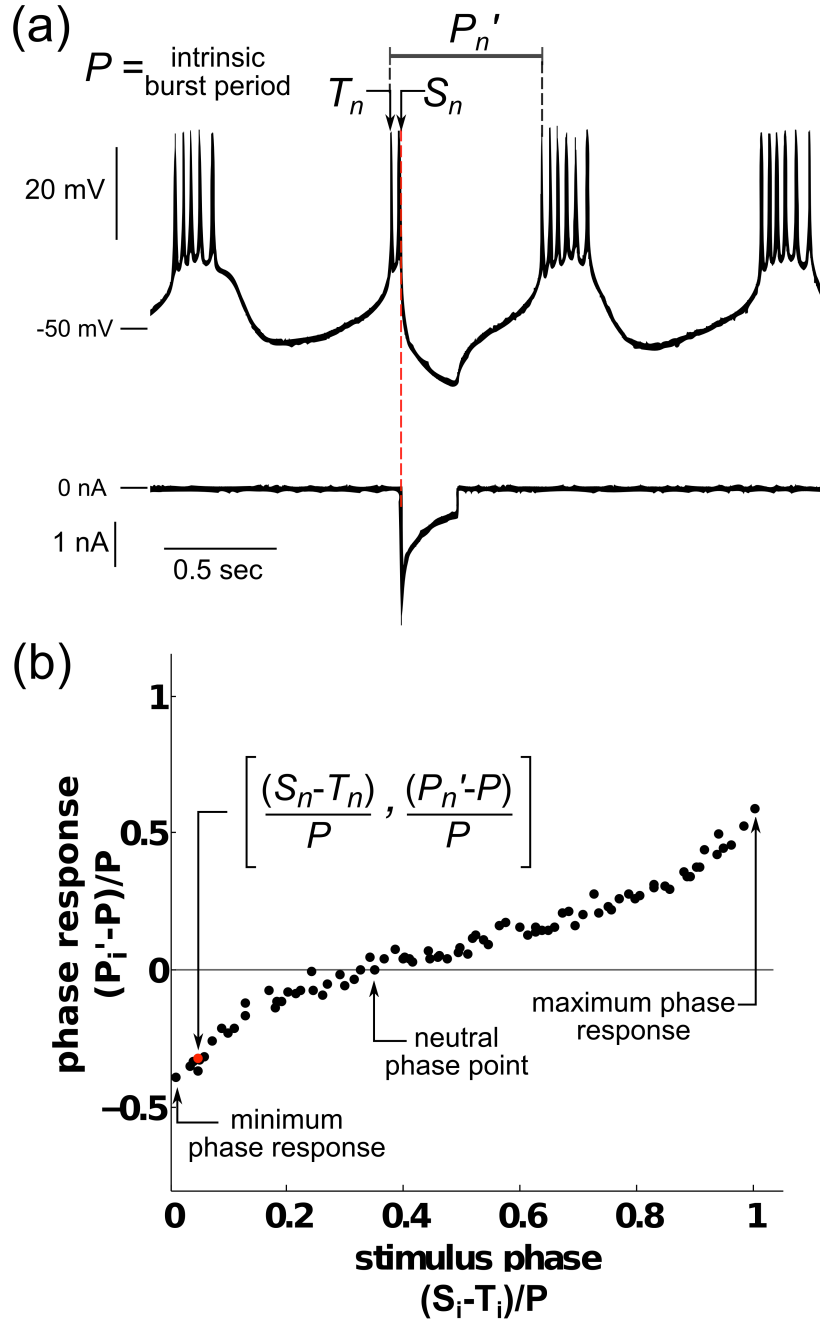 (a)
P = intrinsic
burst period
Pn'
Tn
Sn
20 mV
-50 mV
0 nA
1 nA
0.5 sec
(b)
1
0.5
0
−0.5
phase response
(Pi'-P)/P
[(Sn-Tn)/P , (Pn'-P)/P]
neutral
phase point
maximum phase
response
minimum
phase response
0 0.2 0.4 0.6 0.8 1
stimulus phase
(Si-Ti)/P